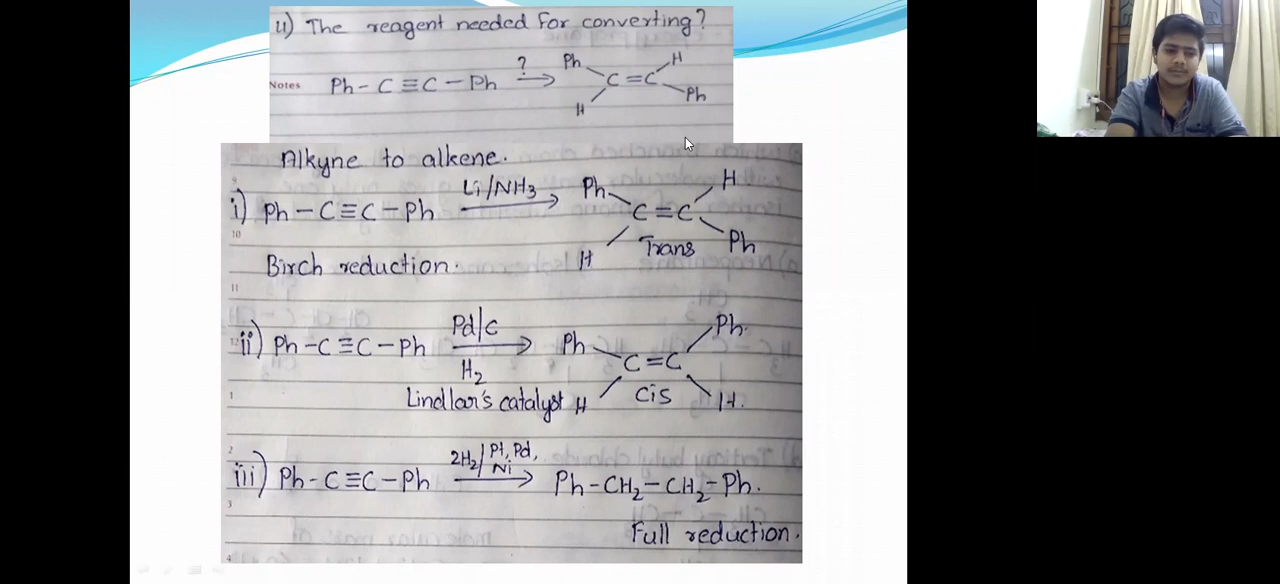 4) The reagent needed for converting?
Notes Ph - C ≡ C - Ph ? → Ph H C = C H Ph
Alkyne to alkene.
i) Ph - C ≡ C - Ph Li/NH3 → Ph H C = C H Ph Trans
Birch reduction.
ii) Ph - C ≡ C - Ph Pd/C H2 → Ph Ph C = C H H Cis
Lindlar's catalyst
iii) Ph - C ≡ C - Ph 2H2/ Pt, Pd, Ni → Ph - CH2 - CH2 - Ph.
Full reduction.